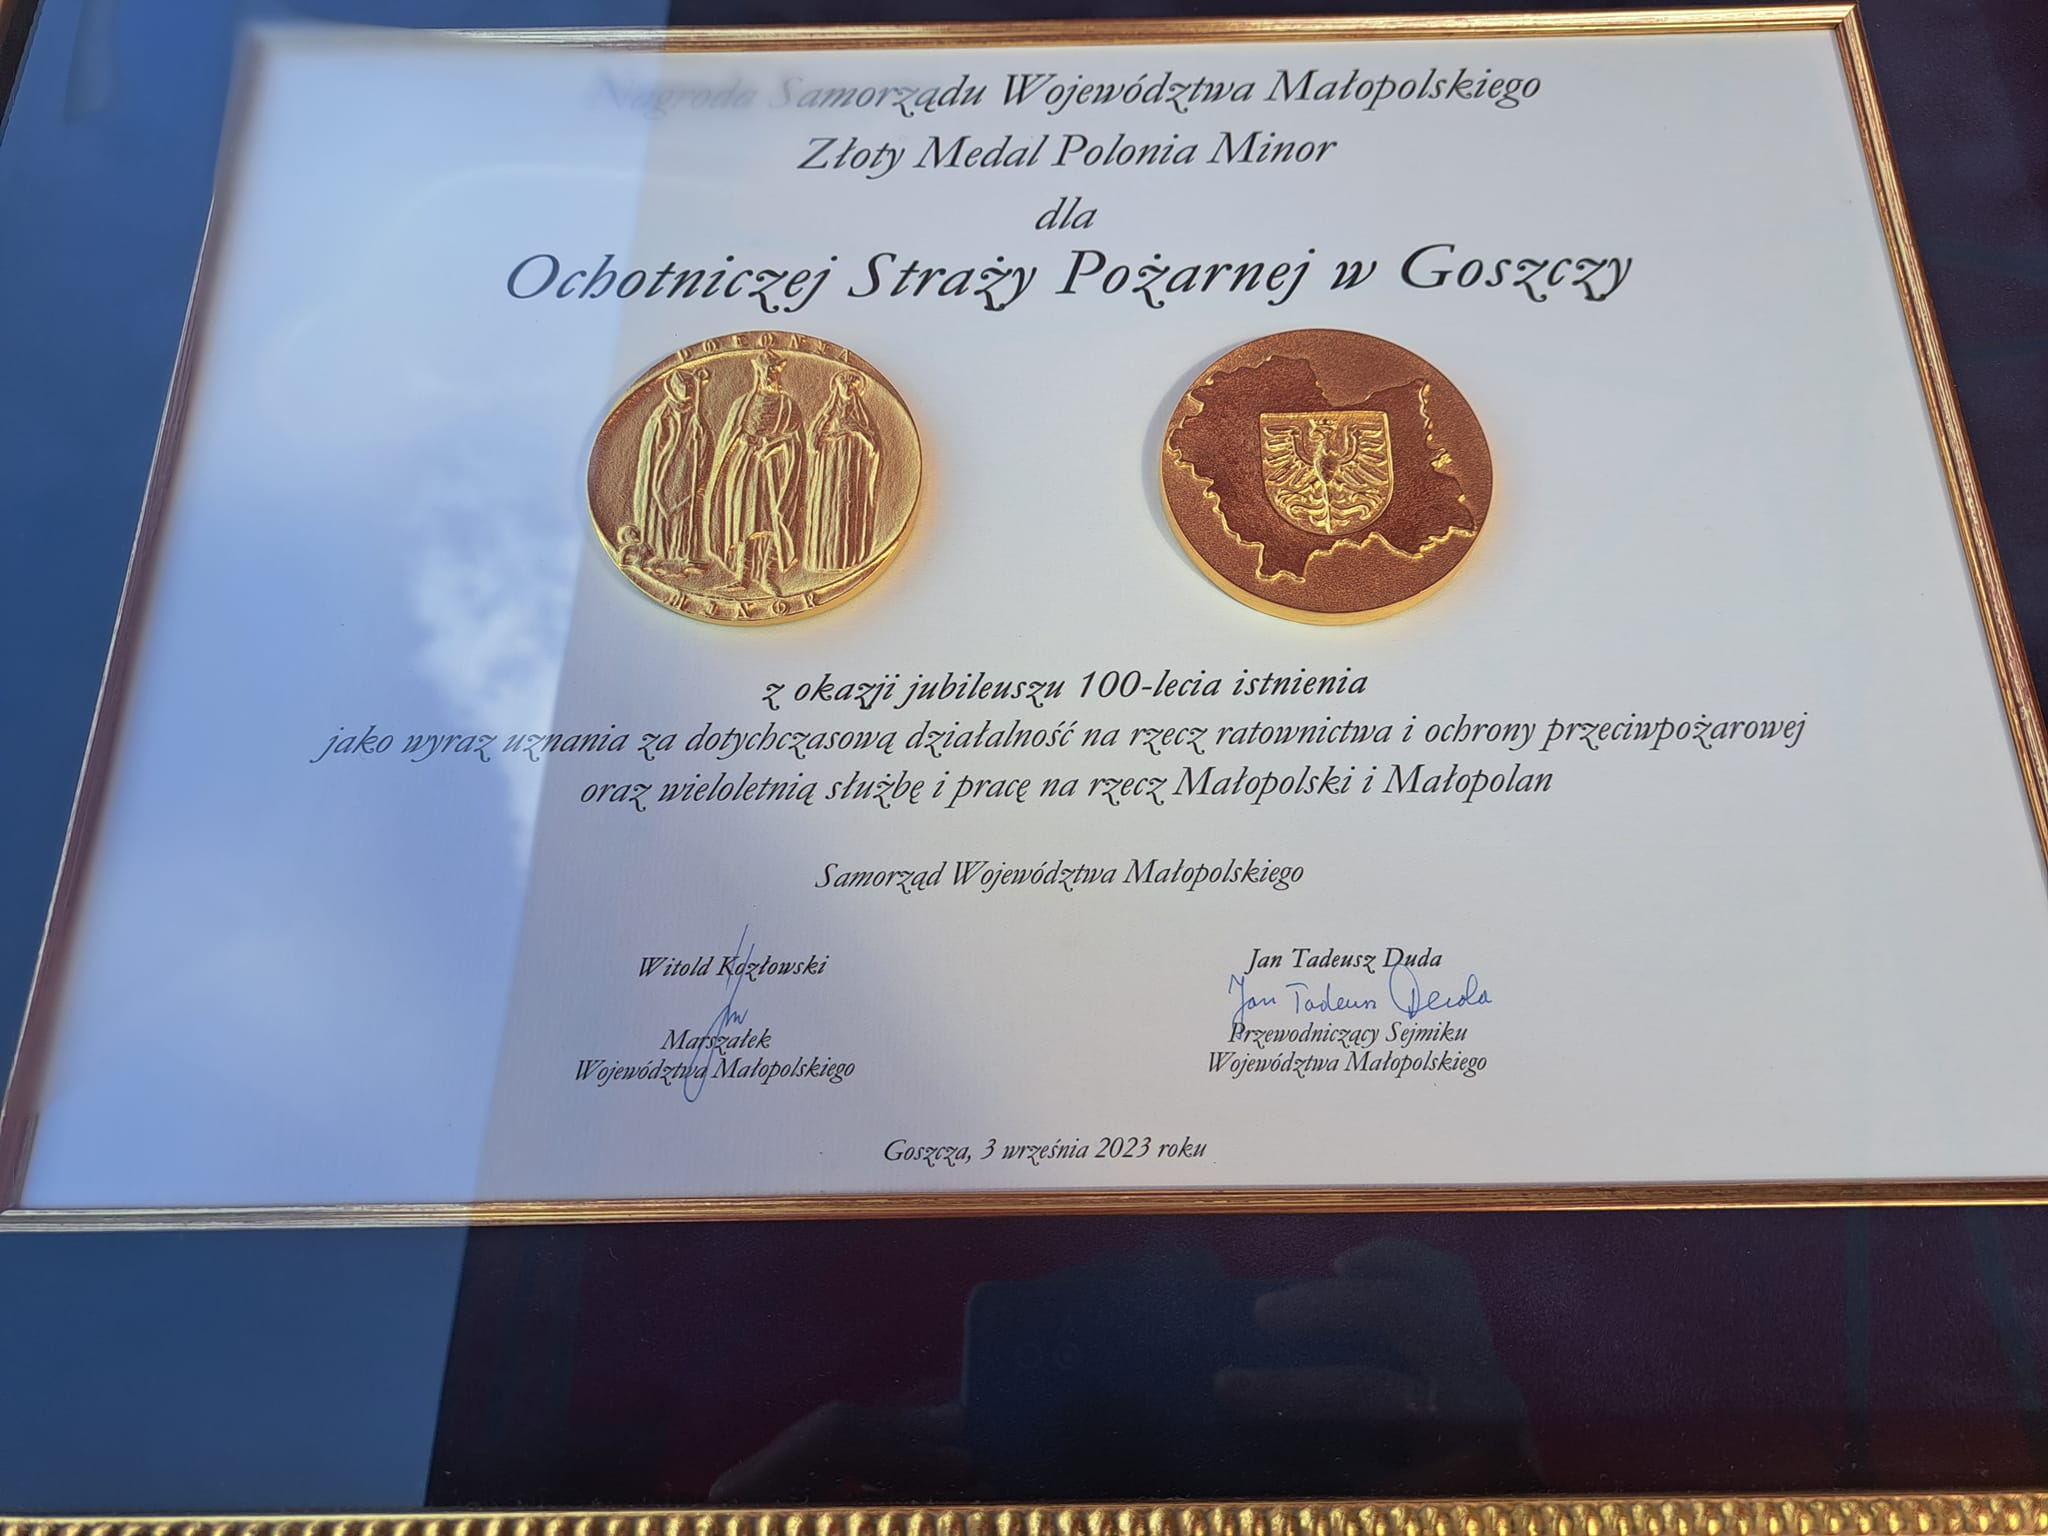 Nagroda Samorządu Województwa Małopolskiego
Złoty Medal Polonia Minor
dla
Ochotniczej Straży Pożarnej w Goszczy
POLONIA
MINOR
z okazji jubileuszu 100-lecia istnienia
jako wyraz uznania za dotychczasową działalność na rzecz ratownictwa i ochrony przeciwpożarowej
oraz wieloletnią służbę i pracę na rzecz Małopolski i Małopolan
Samorząd Województwa Małopolskiego
Witold Kozłowski
Marszałek
Województwa Małopolskiego
Jan Tadeusz Duda
Jan Tadeusz Duda
Przewodniczący Sejmiku
Województwa Małopolskiego
Goszcza, 3 września 2023 roku